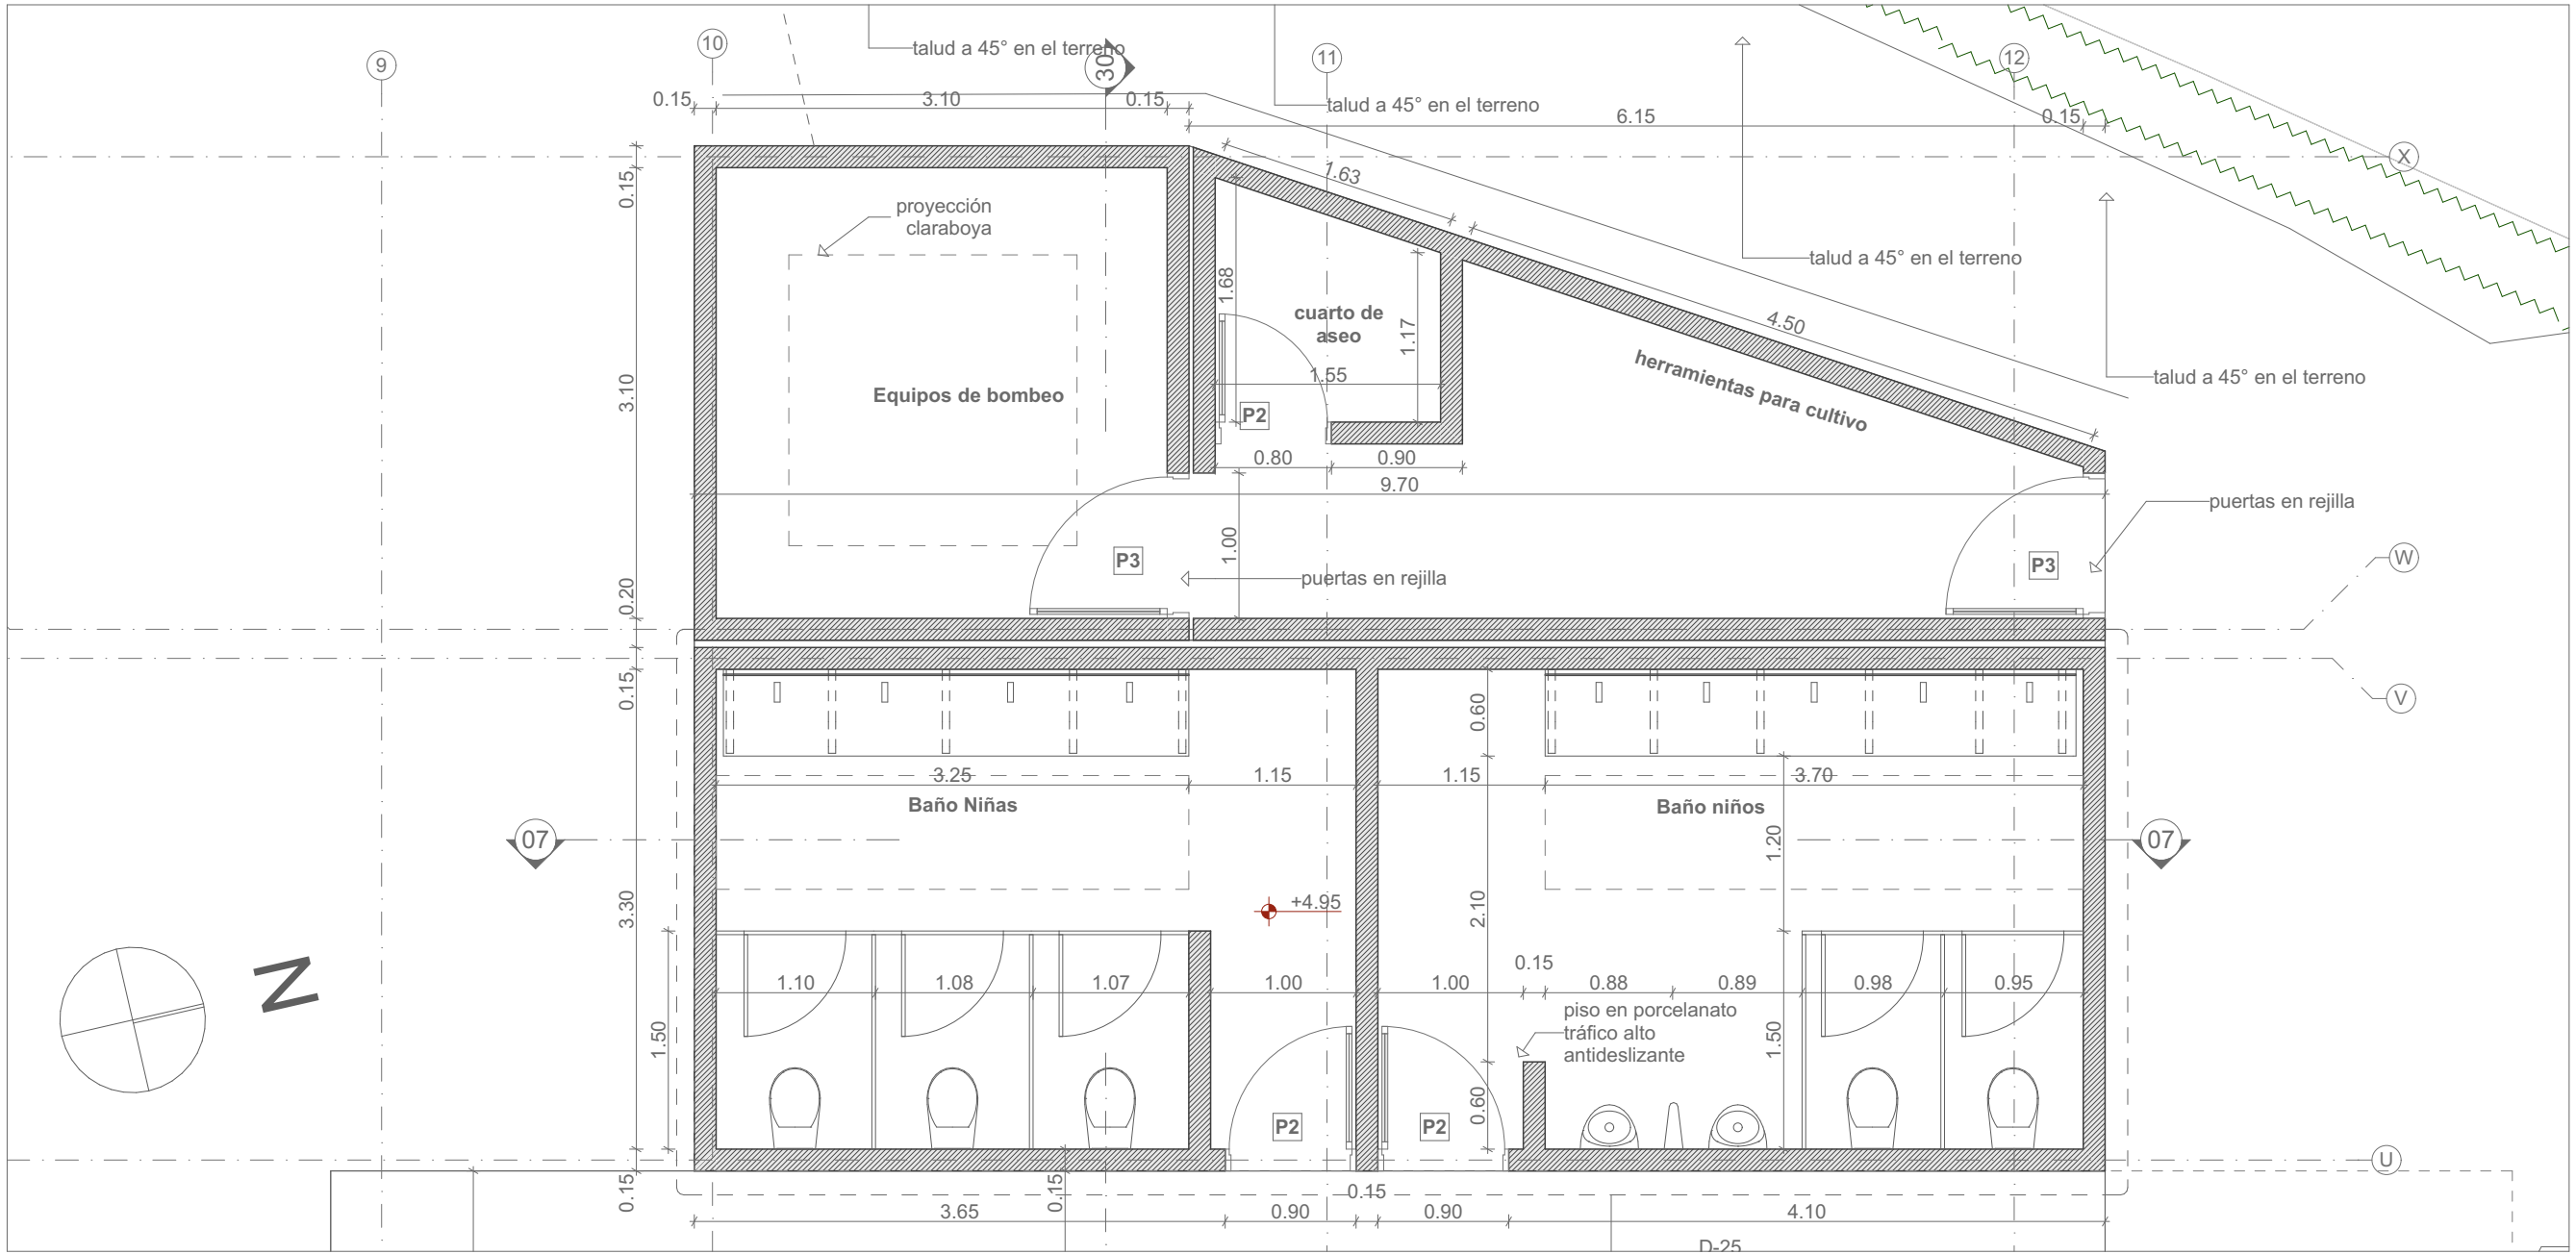 9
10
30
11
12
talud a 45° en el terreno
talud a 45° en el terreno
0.15
3.10
0.15
6.15
0.15
X
0.15
1.63
proyección
claraboya
talud a 45° en el terreno
1.68
cuarto de
aseo
1.17
4.50
1.55
herramientas para cultivo
talud a 45° en el terreno
3.10
Equipos de bombeo
P2
0.80
0.90
9.70
puertas en rejilla
1.00
P3
puertas en rejilla
P3
W
0.20
0.15
V
0.60
3.25
1.15
1.15
3.70
Baño Niñas
Baño niños
07
1.20
07
3.30
+4.95
2.10
N
1.10
1.08
1.07
1.00
1.00
0.15
0.88
0.89
0.98
0.95
piso en porcelanato
tráfico alto
antideslizante
1.50
1.50
0.60
P2
P2
U
0.15
0.15
0.15
3.65
0.90
0.90
4.10
D-25